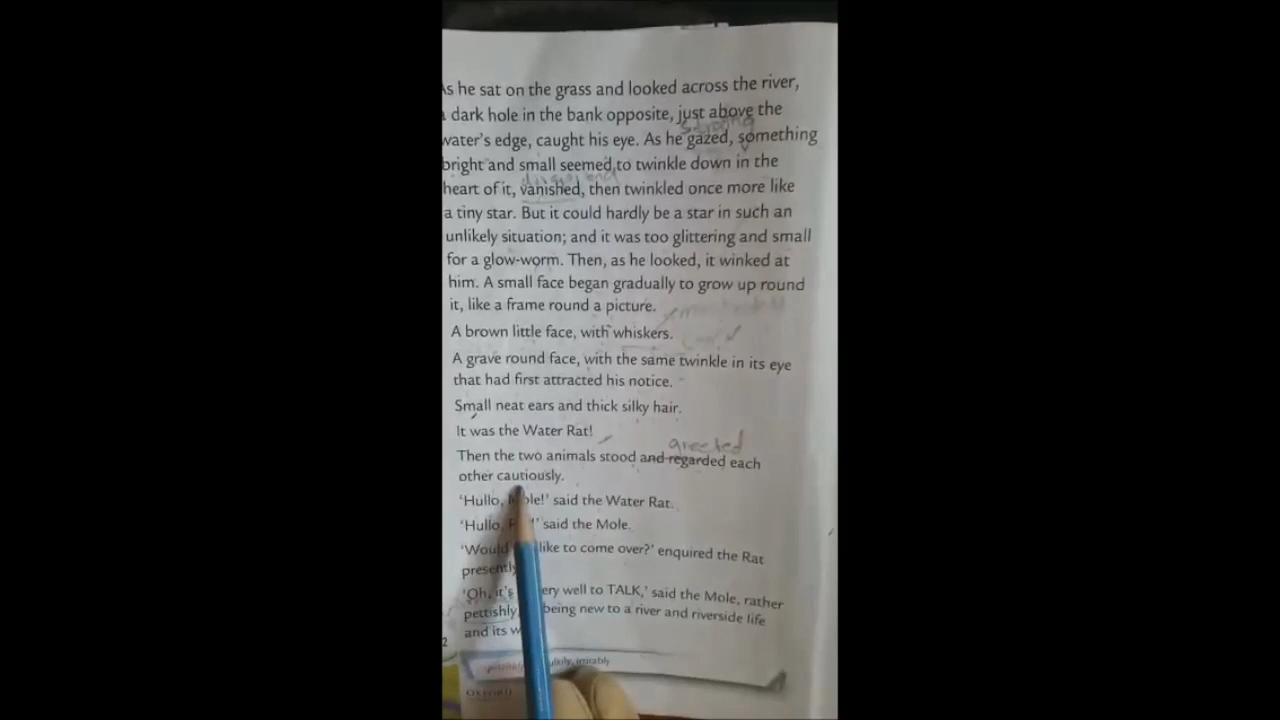 s he sat on the grass and looked across the river,
a dark hole in the bank opposite, just above the
water's edge, caught his eye. As he gazed, something
bright and small seemed to twinkle down in the
heart of it, vanished, then twinkled once more like
a tiny star. But it could hardly be a star in such an
unlikely situation; and it was too glittering and small
for a glow-worm. Then, as he looked, it winked at
him. A small face began gradually to grow up round
it, like a frame round a picture.
A brown little face, with whiskers.
A grave round face, with the same twinkle in its eye
that had first attracted his notice.
Small neat ears and thick silky hair.
It was the Water Rat!
greeted
Then the two animals stood and regarded each
other cautiously.
'Hullo, le!' said the Water Rat.
'Hullo, said the Mole.
'Would like to come over?' enquired the Rat
presently
'Oh, it's ery well to TALK,' said the Mole, rather
pettishly, being new to a river and riverside life
and its w
2
ulkily, irritably
OXFORD